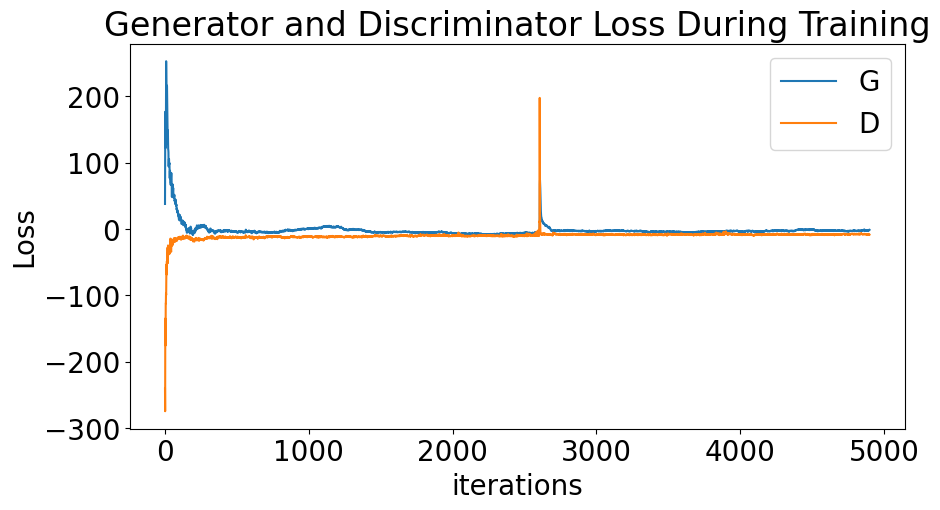 Generator and Discriminator Loss During Training
G
D
Loss
200
100
0
−100
−200
−300
0 1000 2000 3000 4000 5000
iterations